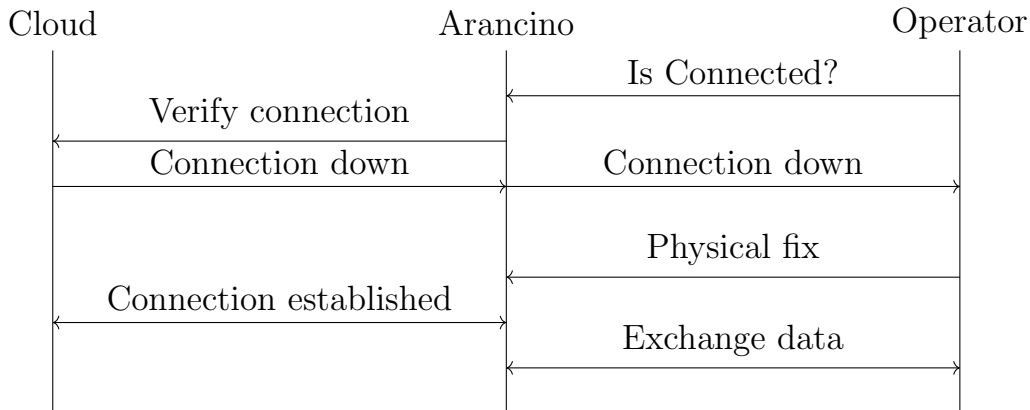 Cloud
Arancino
Operator
Is Connected?
Verify connection
Connection down
Connection down
Physical fix
Connection established
Exchange data